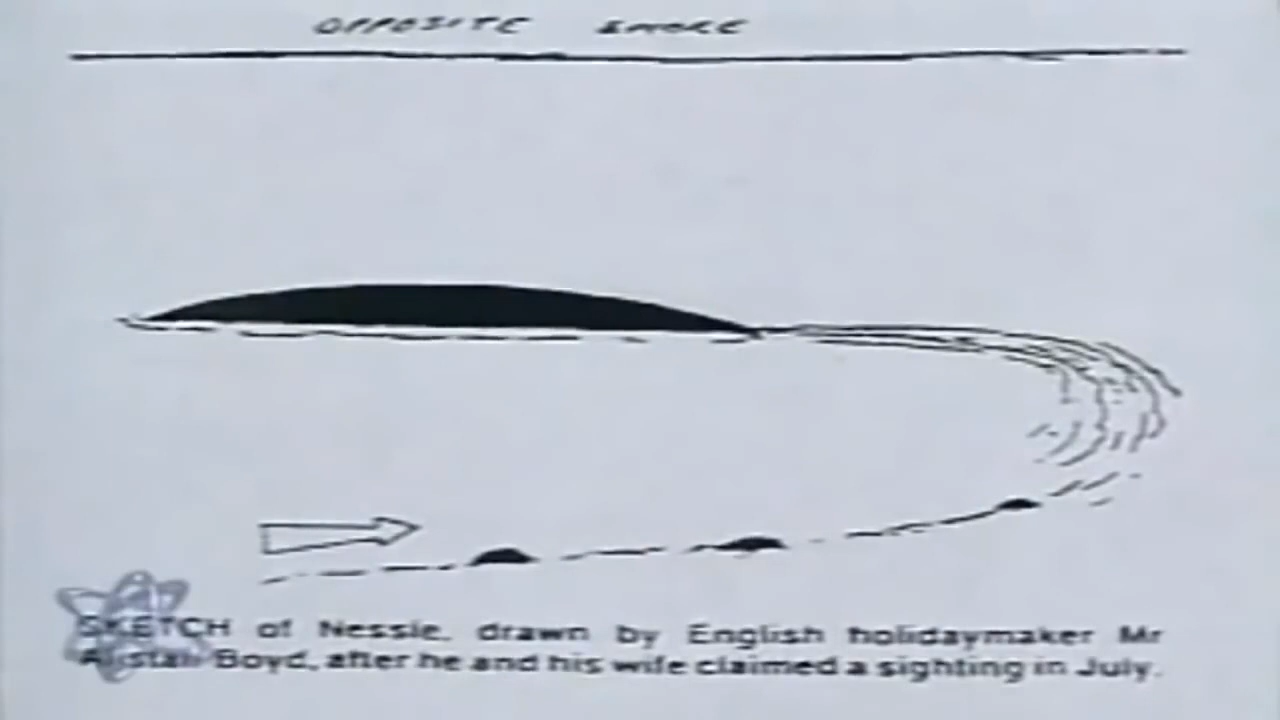 OPPOSITE SHORE
SKETCH of Nessie, drawn by English holidaymaker Mr
Alistair Boyd, after he and his wife claimed a sighting in July.